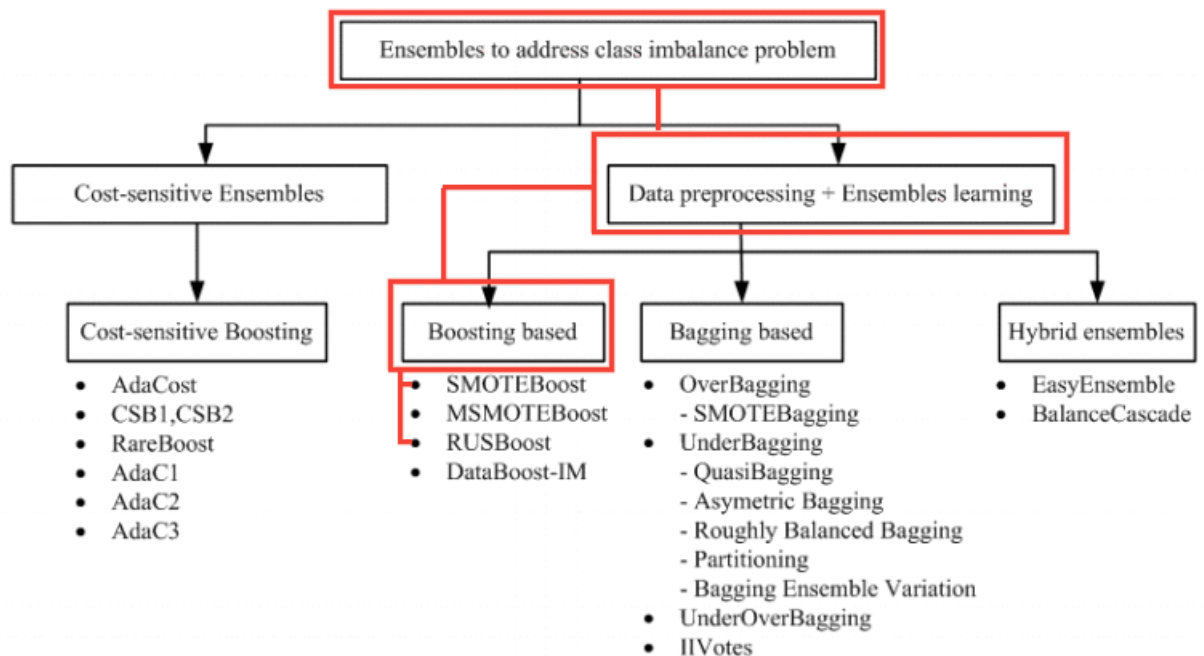 Ensembles to address class imbalance problem
Cost-sensitive Ensembles
Data preprocessing + Ensembles learning
Cost-sensitive Boosting
• AdaCost
• CSB1,CSB2
• RareBoost
• AdaC1
• AdaC2
• AdaC3
Boosting based
• SMOTEBoost
• MSMOTEBoost
• RUSBoost
• DataBoost-IM
Bagging based
• OverBagging
- SMOTEBagging
• UnderBagging
- QuasiBagging
- Asymetric Bagging
- Roughly Balanced Bagging
- Partitioning
- Bagging Ensemble Variation
• UnderOverBagging
• IIVotes
Hybrid ensembles
• EasyEnsemble
• BalanceCascade